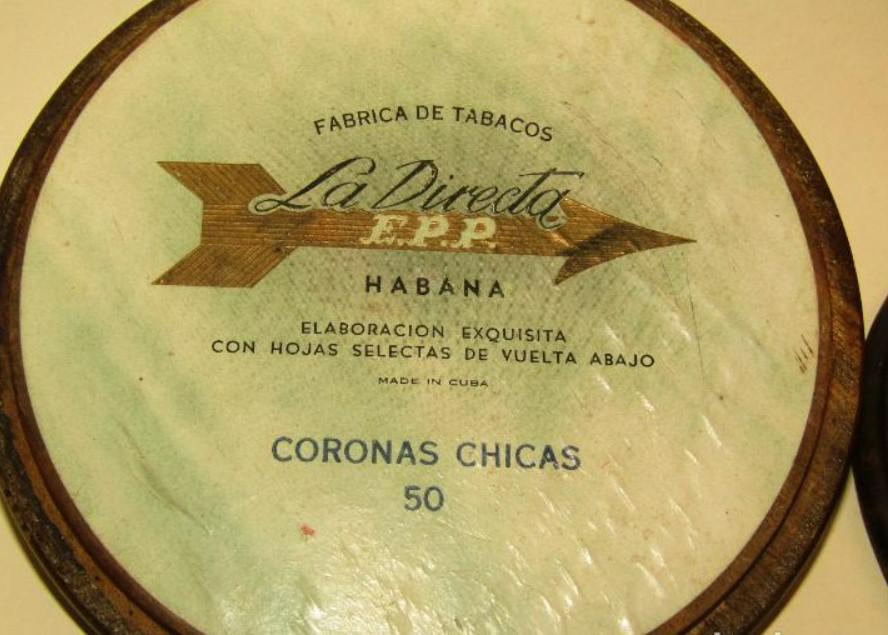 FABRICA DE TABACOS
La Directa
E.P.P.
HABANA
ELABORACION EXQUISITA
CON HOJAS SELECTAS DE VUELTA ABAJO
MADE IN CUBA
CORONAS CHICAS
50